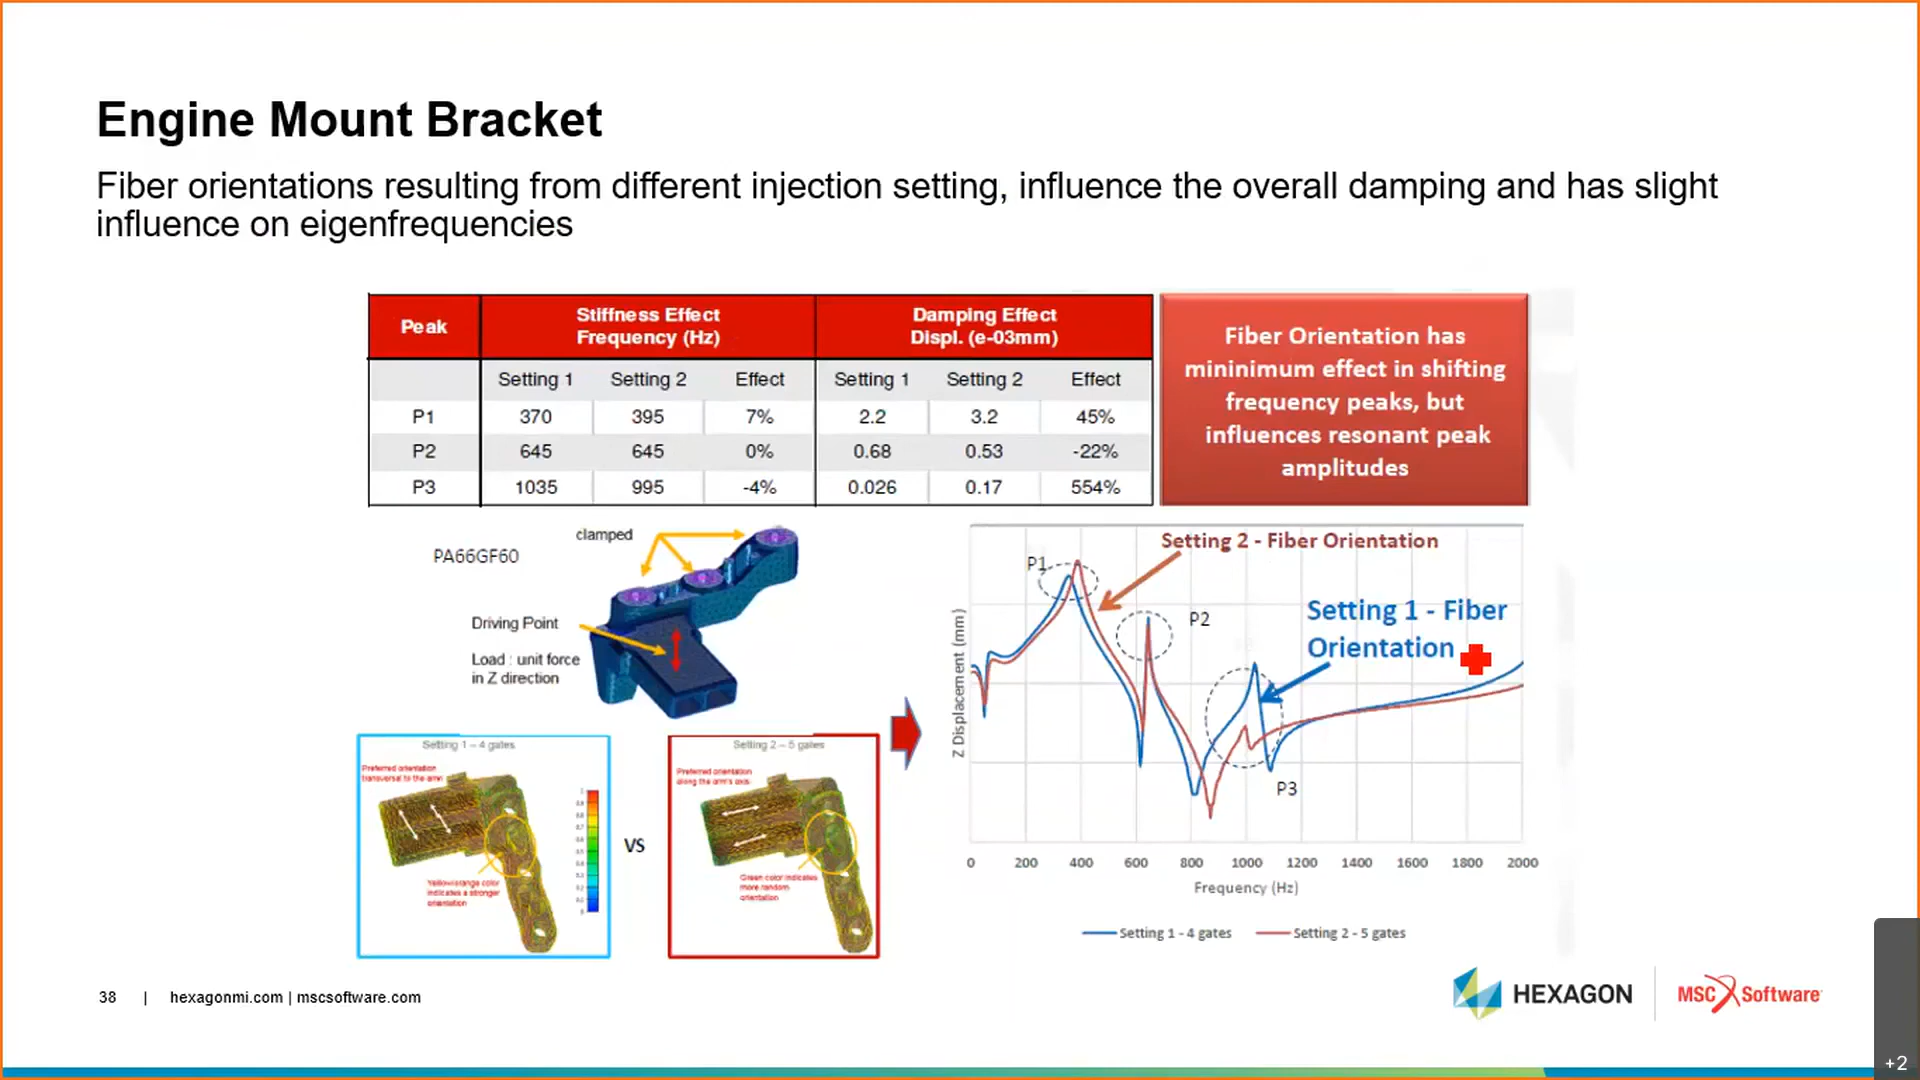 Engine Mount Bracket
Fiber orientations resulting from different injection setting, influence the overall damping and has slight
influence on eigenfrequencies
Peak
Stiffness Effect
Frequency (Hz)
Damping Effect
Displ. (e-03mm)
Setting 1 Setting 2 Effect Setting 1 Setting 2 Effect
P1 370 395 7% 2.2 3.2 45%
P2 645 645 0% 0.68 0.53 -22%
P3 1035 995 -4% 0.026 0.17 554%
Fiber Orientation has
mininimum effect in shifting
frequency peaks, but
influences resonant peak
amplitudes
clamped
PA66GF60
Driving Point
Load : unit force
in Z direction
Setting 1 – 4 gates
Preferred orientation
transversal to the arm
Yellow/orange color
indicates a stronger
orientation
VS
Setting 2 – 5 gates
Preferred orientation
along the arm's axis
Green color indicates
more random
orientation
Setting 2 - Fiber Orientation
P1
P2
Setting 1 - Fiber
Orientation
P3
Z Displacement (mm)
0 200 400 600 800 1000 1200 1400 1600 1800 2000
Frequency (Hz)
Setting 1 - 4 gates Setting 2 - 5 gates
38 | hexagonmi.com | mscsoftware.com
HEXAGON
MSC Software
+2